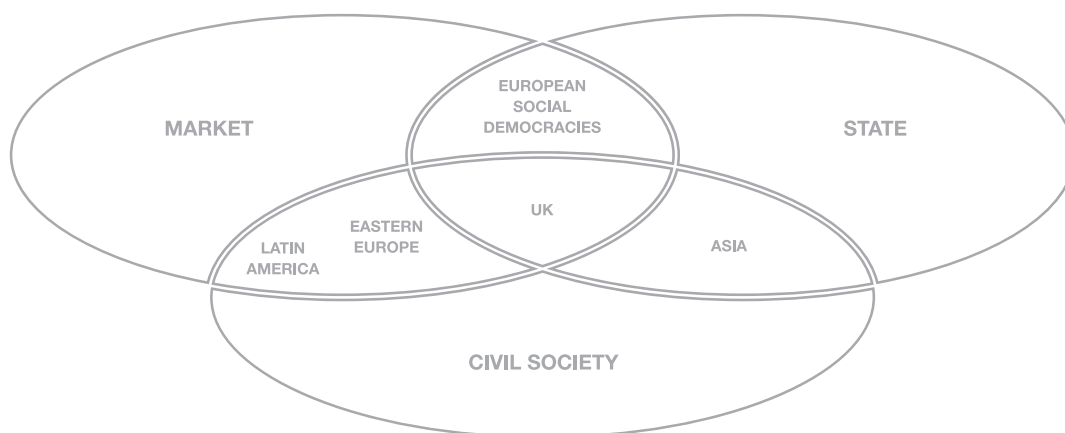 EUROPEAN
SOCIAL
DEMOCRACIES
MARKET
STATE
UK
EASTERN
EUROPE
LATIN
AMERICA
ASIA
CIVIL SOCIETY